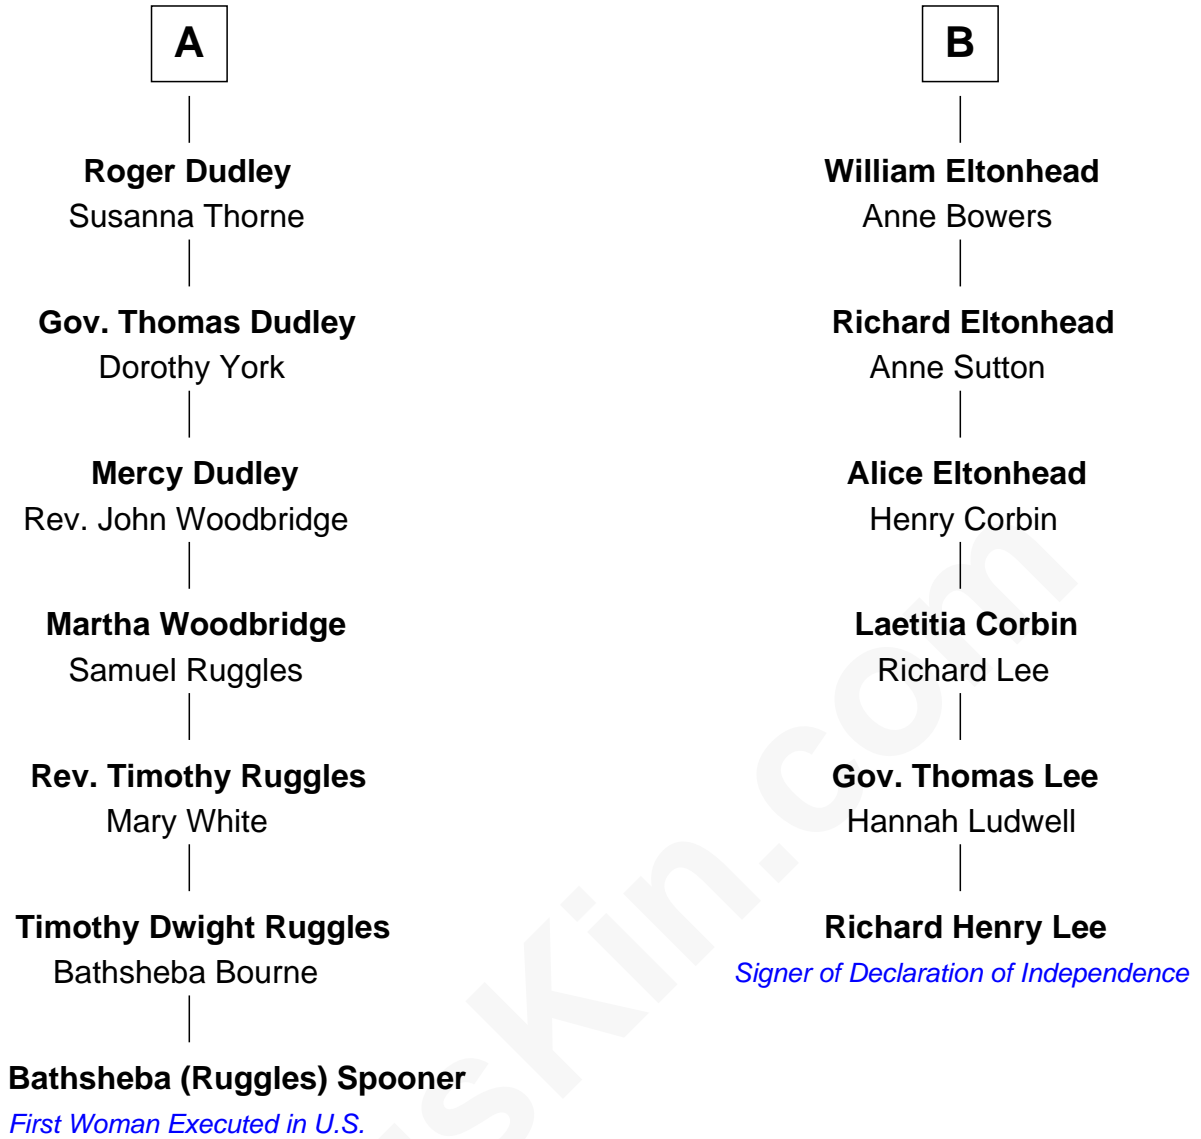 A
Roger Dudley
Susanna Thorne
Gov. Thomas Dudley
Dorothy York
Mercy Dudley
Rev. John Woodbridge
Martha Woodbridge
Samuel Ruggles
Rev. Timothy Ruggles
Mary White
Timothy Dwight Ruggles
Bathsheba Bourne
Bathsheba (Ruggles) Spooner
First Woman Executed in U.S.
B
William Eltonhead
Anne Bowers
Richard Eltonhead
Anne Sutton
Alice Eltonhead
Henry Corbin
Laetitia Corbin
Richard Lee
Gov. Thomas Lee
Hannah Ludwell
Richard Henry Lee
Signer of Declaration of Independence